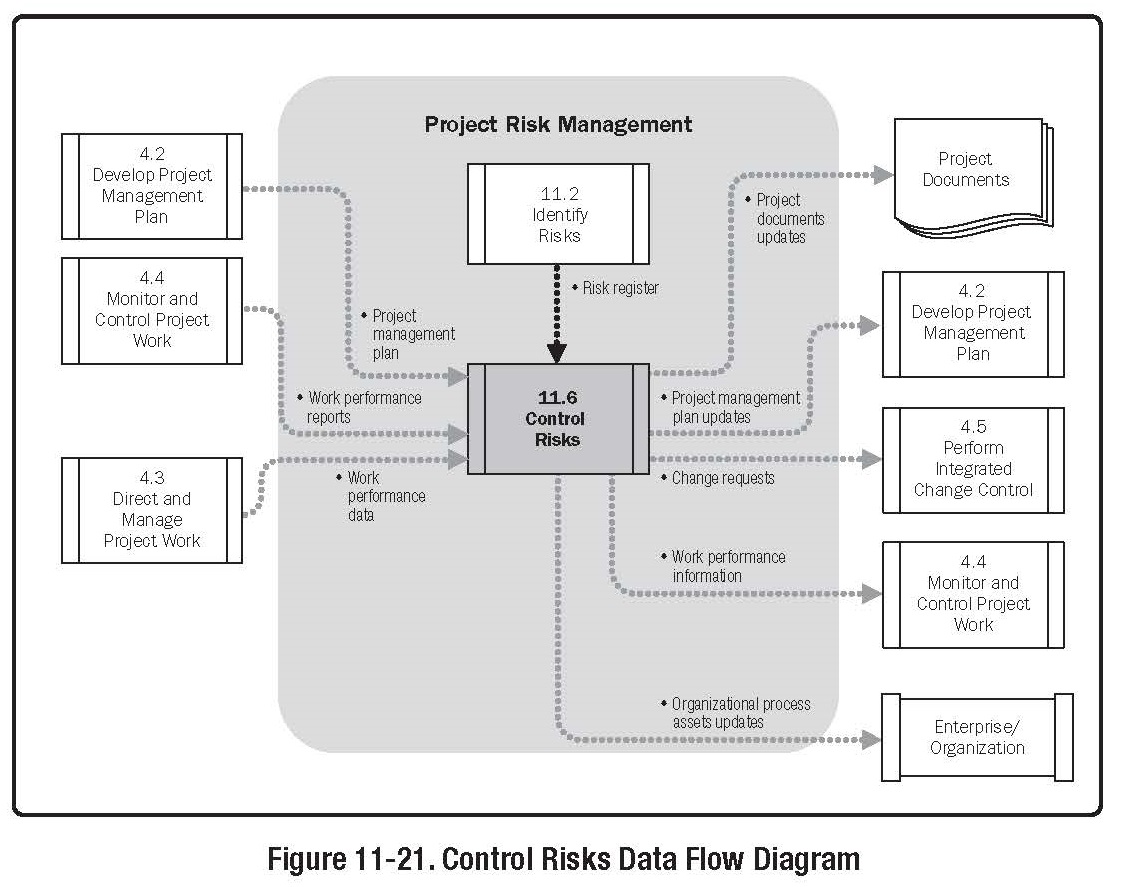 Project Risk Management
4.2
Develop Project
Management
Plan
4.4
Monitor and
Control Project
Work
4.3
Direct and
Manage
Project Work
11.2
Identify
Risks
• Risk register
• Project
management
plan
• Work performance
reports
• Work
performance
data
11.6
Control
Risks
• Project
documents
updates
• Project management
plan updates
• Change requests
• Work performance
information
• Organizational process
assets updates
Project
Documents
4.2
Develop Project
Management
Plan
4.5
Perform
Integrated
Change Control
4.4
Monitor and
Control Project
Work
Enterprise/
Organization
Figure 11-21. Control Risks Data Flow Diagram